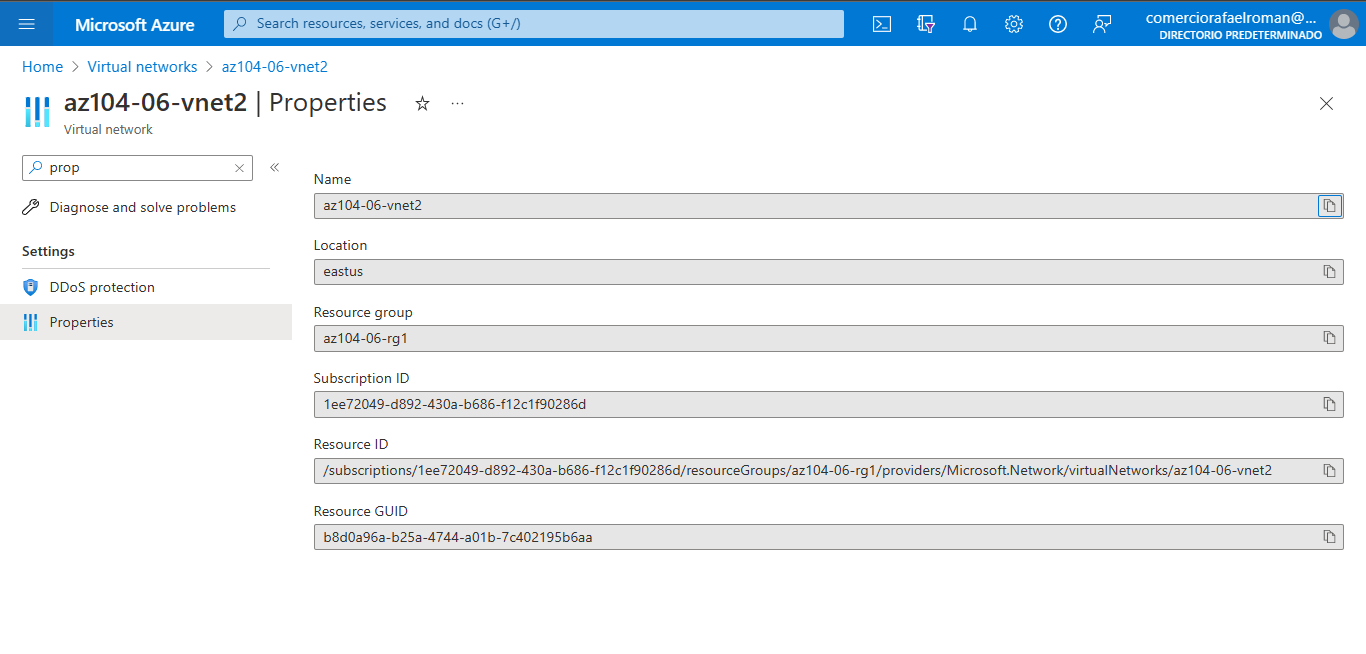 Microsoft Azure
Search resources, services, and docs (G+/)
comerciorafaelroman@...
DIRECTORIO PREDETERMINADO
Home > Virtual networks > az104-06-vnet2
az104-06-vnet2 | Properties
Virtual network
prop
Diagnose and solve problems
Settings
DDoS protection
Properties
Name
az104-06-vnet2
Location
eastus
Resource group
az104-06-rg1
Subscription ID
1ee72049-d892-430a-b686-f12c1f90286d
Resource ID
/subscriptions/1ee72049-d892-430a-b686-f12c1f90286d/resourceGroups/az104-06-rg1/providers/Microsoft.Network/virtualNetworks/az104-06-vnet2
Resource GUID
b8d0a96a-b25a-4744-a01b-7c402195b6aa